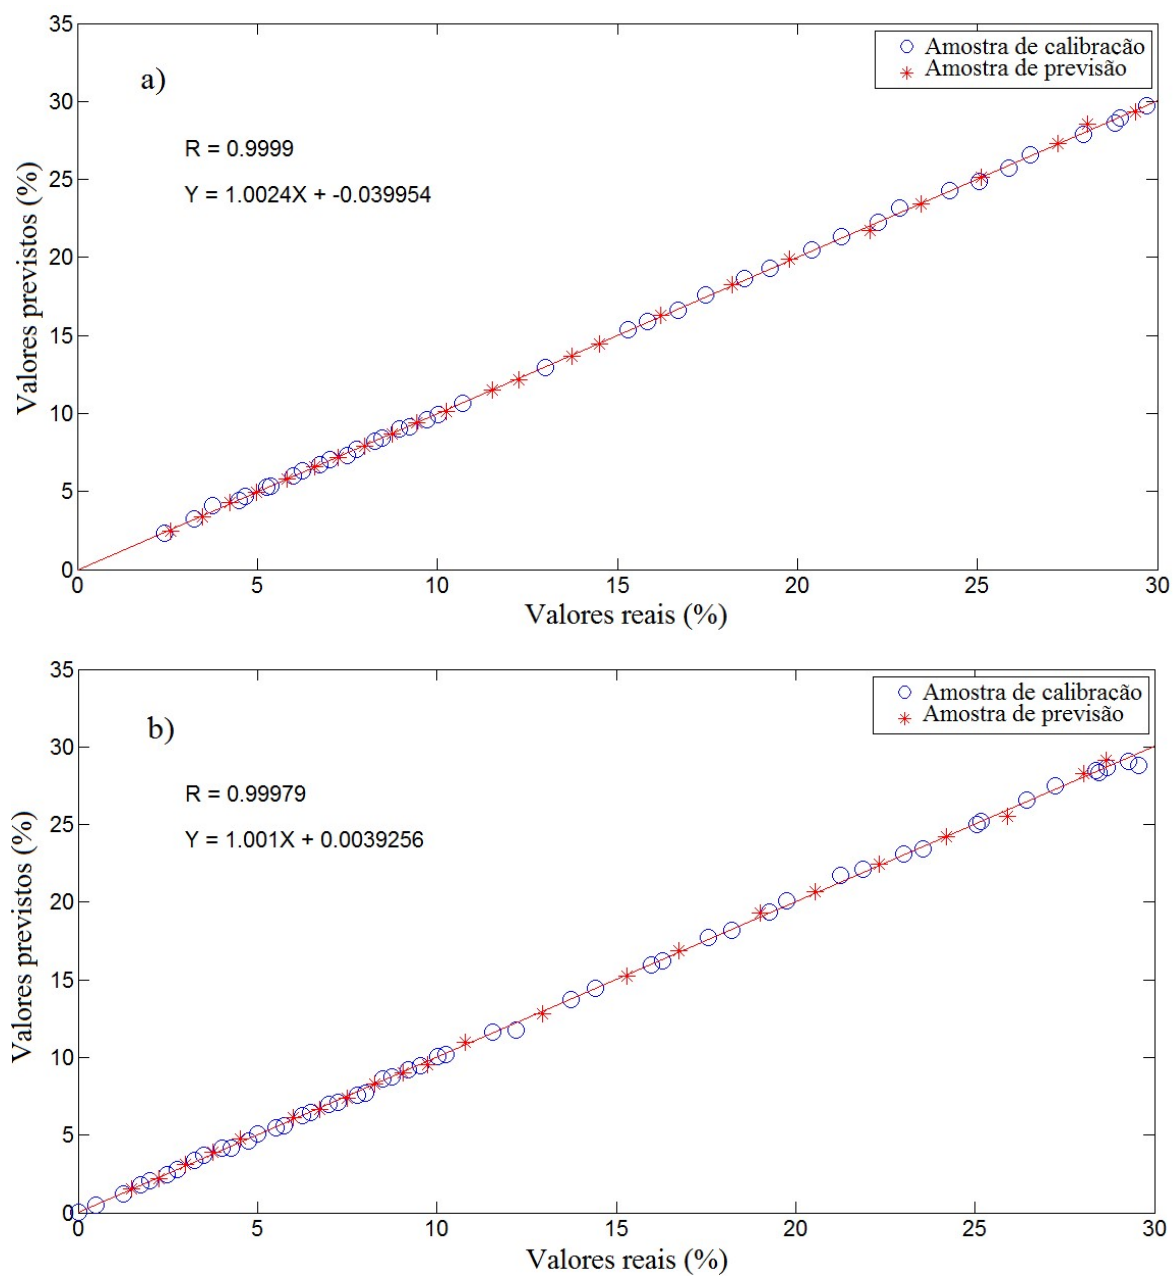 35
Amostra de calibração
Amostra de previsão
a)
30
R = 0.9999
Y = 1.0024X + -0.039954
25
20
15
10
5
0
Valores previstos (%)
0 5 10 15 20 25 30
Valores reais (%)
35
Amostra de calibração
Amostra de previsão
b)
30
R = 0.99979
Y = 1.001X + 0.0039256
25
20
15
10
5
0
Valores previstos (%)
0 5 10 15 20 25 30
Valores reais (%)